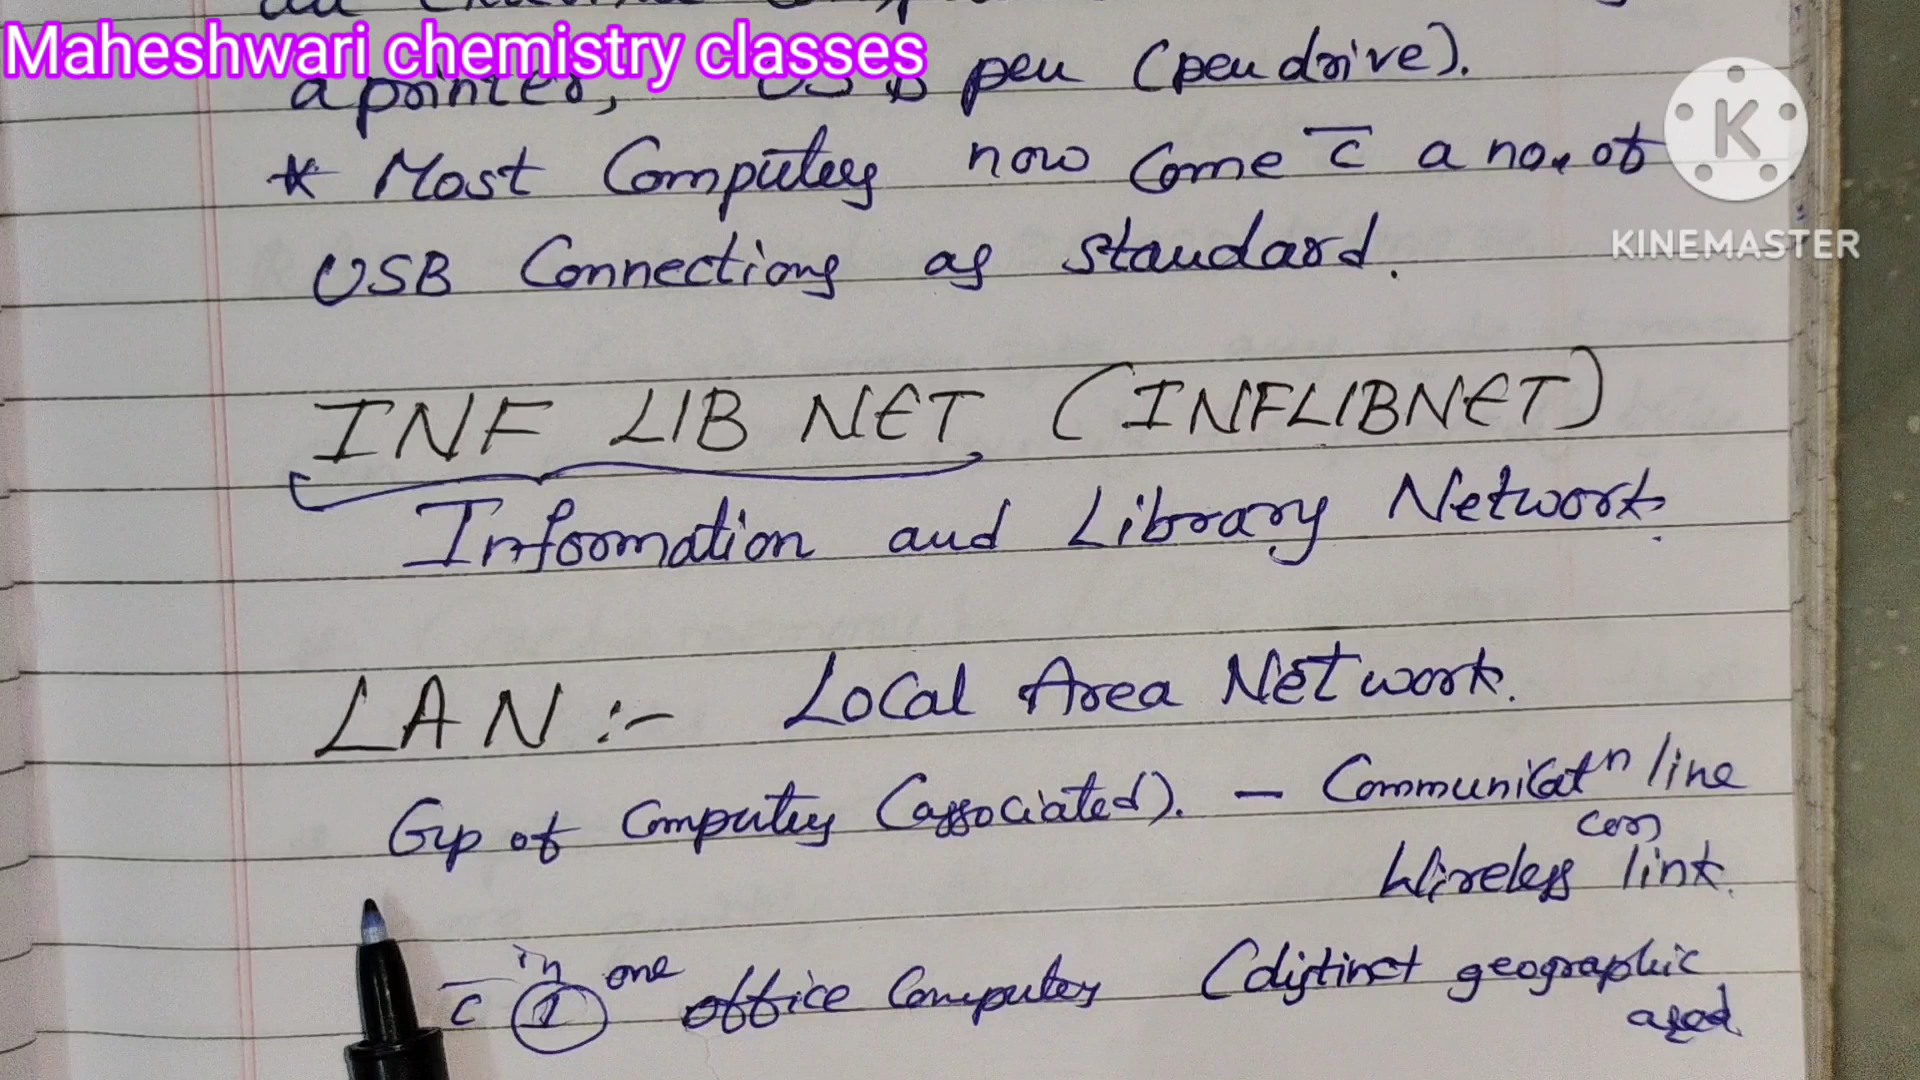 Maheshwari chemistry classes
a printer, USB pen (pen drive).
* Most Computers now Come c̅ a no. of
K
KINEMASTER
USB Connections as standard.
INF LIB NET (INFLIBNET)
Information and Library Network.
LAN :- Local Area Network.
Grp of Computers (associated). - Communicatn line
(or)
Wireless link.
c̅ in ① one office Computers (distinct geographic
area)